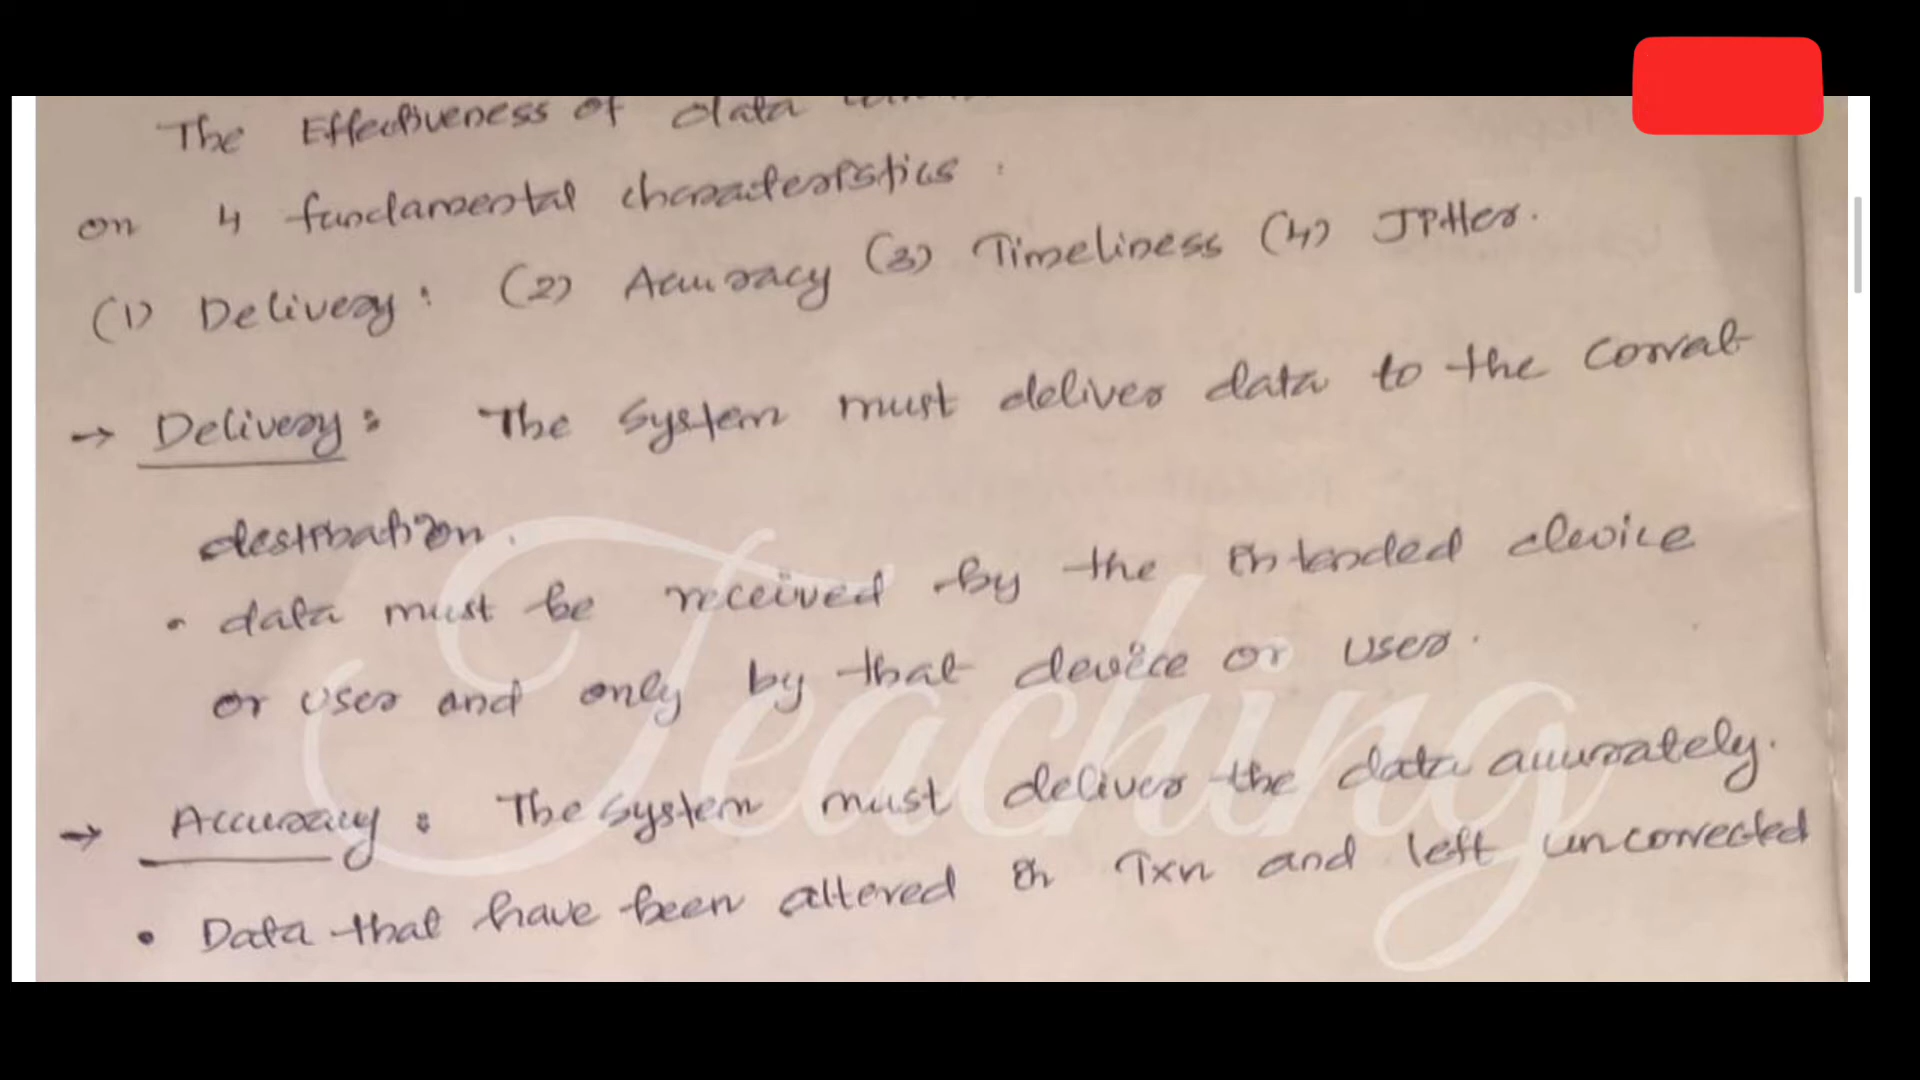 The Effectiveness of data
on 4 fundamental characteristics.
(1) Delivery: (2) Accuracy (3) Timeliness (4) Jitter.
→ Delivery: The System must deliver data to the correct
destination.
• data must be received by the intended device
or user and only by that device or user.
→ Accuracy: The System must deliver the data accurately.
• Data that have been altered in Txn and left uncorrected
Teaching